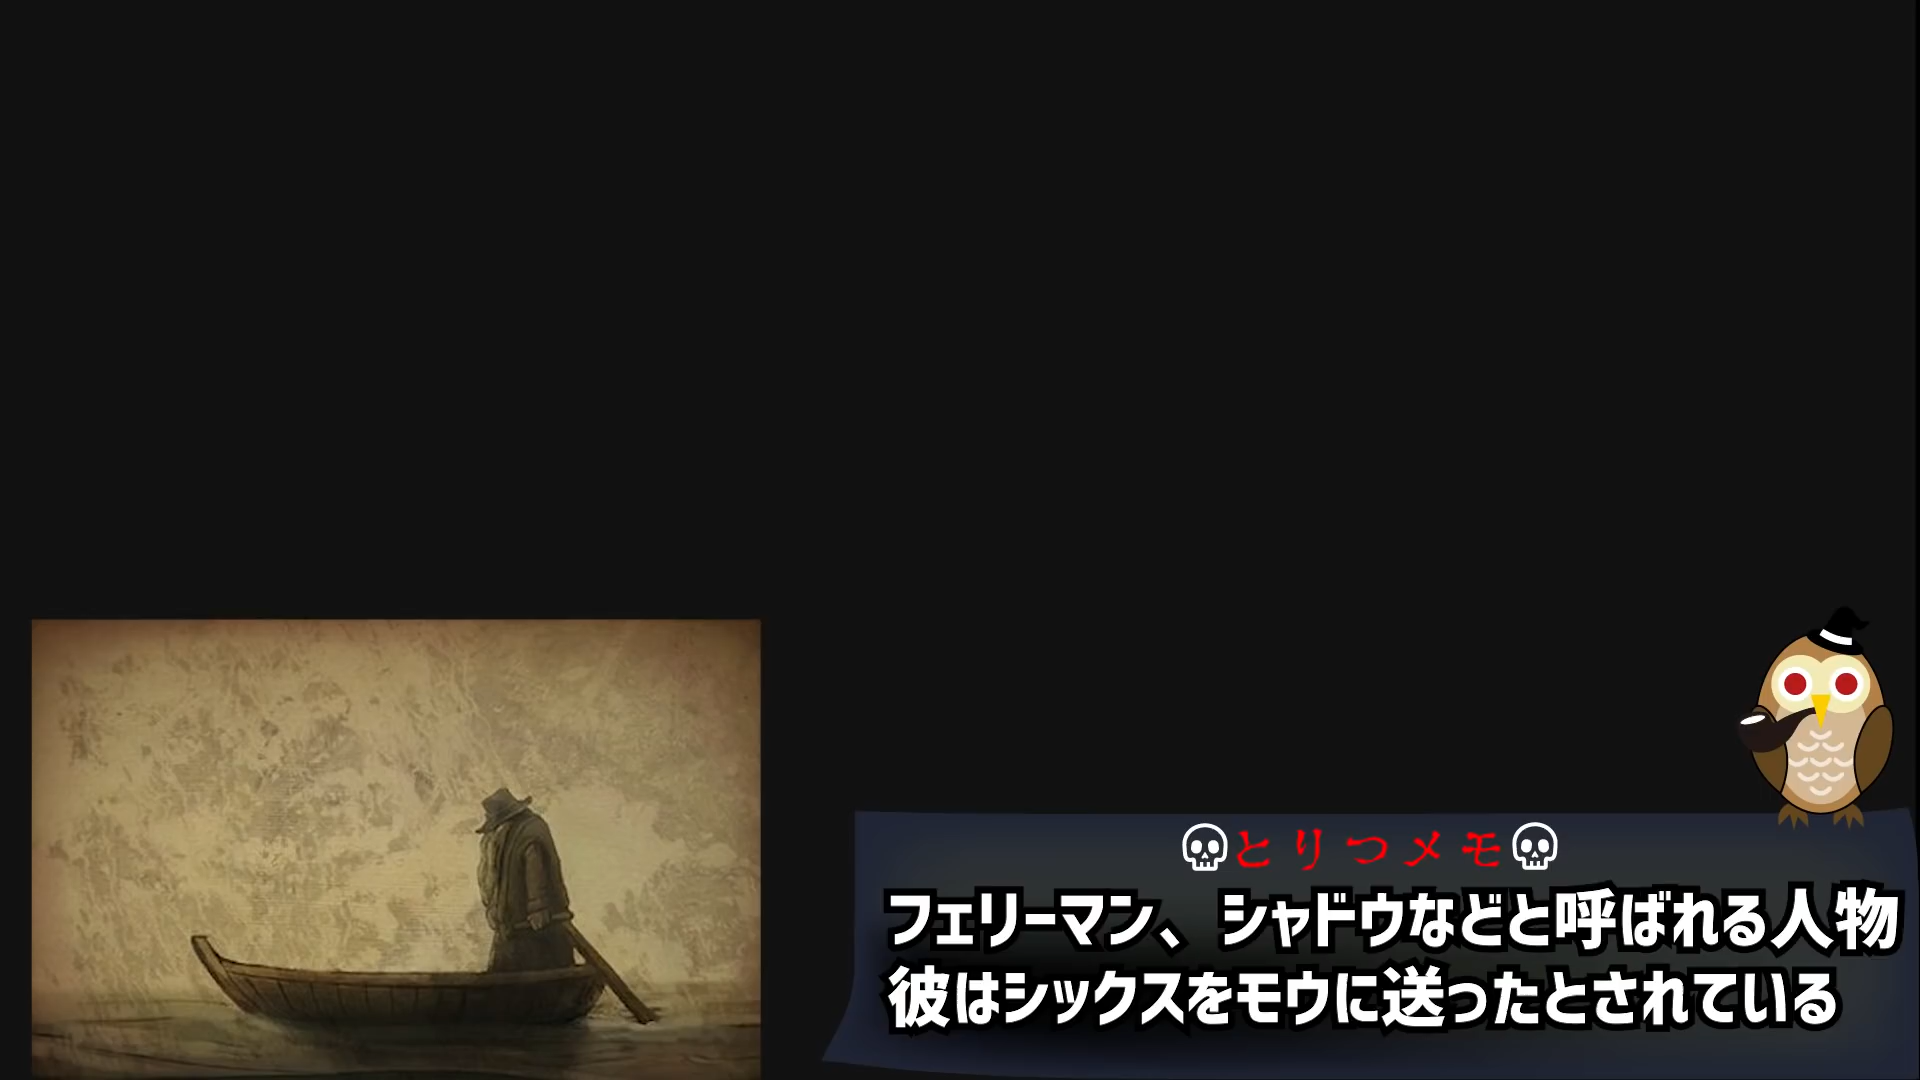 とりつメモ
フェリーマン、シャドウなどと呼ばれる人物
彼はシックスをモウに送ったとされている